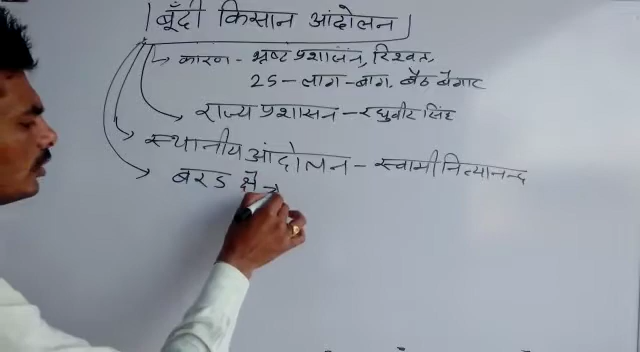 बूँदी किसान आंदोलन
कारण - भ्रष्ट प्रशासन, रिश्वत,
25 - लाग - बाग, बैठ बेगार
राज्य प्रशासन - रघुवीर सिंह
स्थानीय आंदोलन - स्वामी नित्यानन्द
बरड क्षे